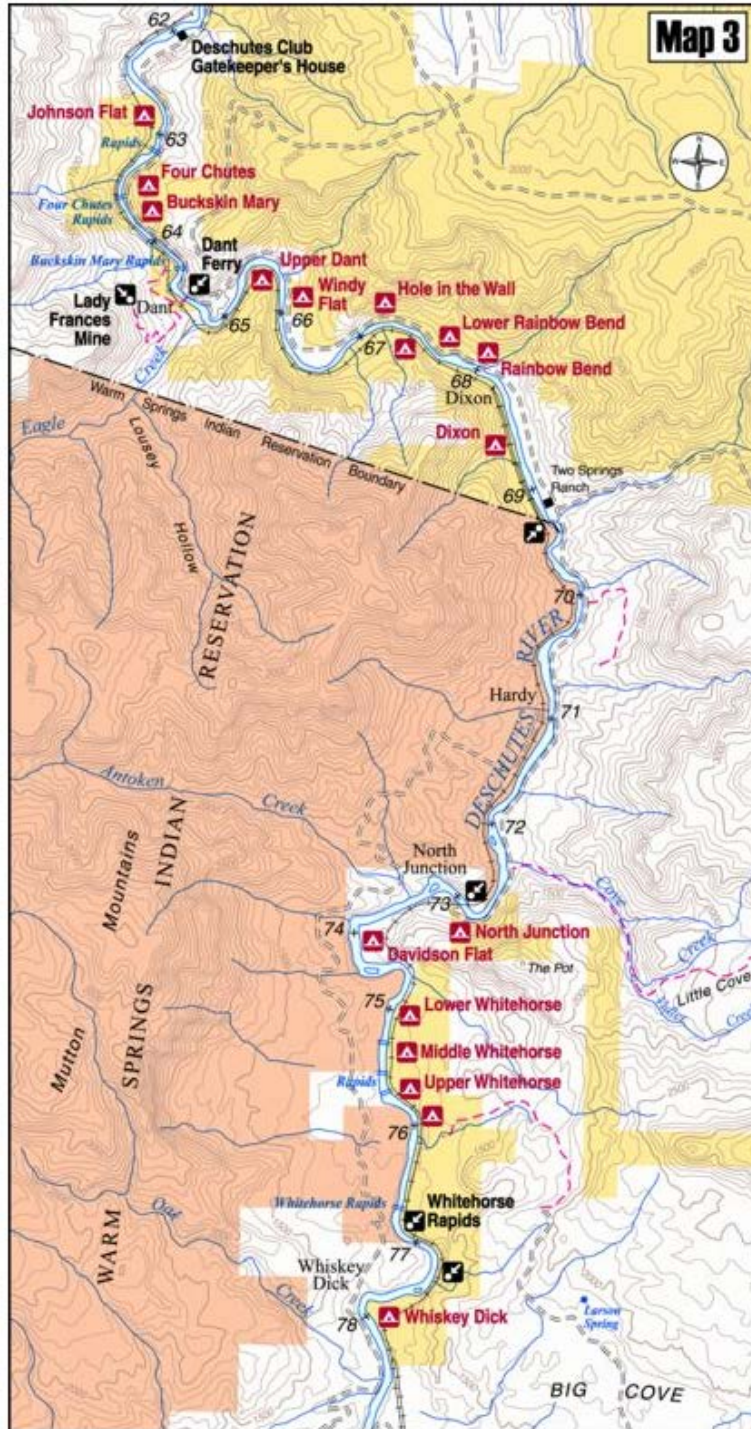 Map 3
62
Deschutes Club
Gatekeeper's House
Johnson Flat
63
Rapids
Four Chutes
Four Chutes
Rapids
Buckskin Mary
64
Buckskin Mary Rapids
Dant
Ferry
Upper Dant
Windy
Flat
Hole in the Wall
Lady
Frances
Mine
Dant
65
66
67
Lower Rainbow Bend
Rainbow Bend
68
Dixon
Creek
Eagle
Warm Springs Indian Reservation Boundary
Dixon
Two Springs
Ranch
69
Lousey
Hollow
RESERVATION
70
RIVER
Hardy
71
DESCHUTES
Antoken
Creek
72
INDIAN
Mountains
North
Junction
73
74
North Junction
Davidson Flat
Cove
Creek
The Pot
Little Cove
75
Lower Whitehorse
Middle Whitehorse
Mutton
SPRINGS
Rapids
Upper Whitehorse
76
Oak
Whitehorse Rapids
Whitehorse
Rapids
77
WARM
Whiskey
Dick
Creek
78
Whiskey Dick
Larson
Spring
BIG COVE